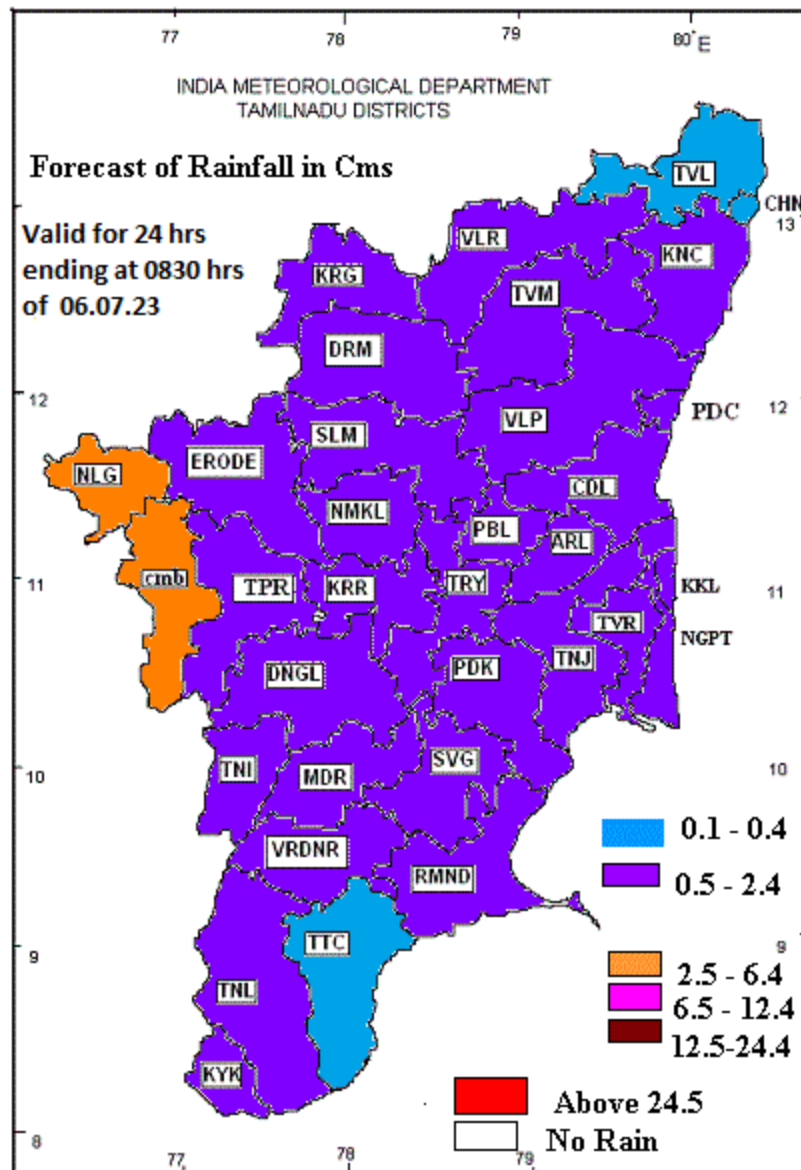 77 78 79 80°E
INDIA METEOROLOGICAL DEPARTMENT
TAMILNADU DISTRICTS
Forecast of Rainfall in Cms
TVL
CHN
13
Valid for 24 hrs
ending at 0830 hrs
of 06.07.23
VLR
KNC
KRG
TVM
DRM
12
12
PDC
VLP
SLM
ERODE
NLG
CDL
NMKL
PBL
ARL
11
cmb
TPR
KRR
TRY
KKL
11
TVR
NGPT
TNJ
DNGL
PDK
10
TNI
MDR
SVG
10
0.1 - 0.4
VRDNR
RMND
0.5 - 2.4
9
TTC
9
2.5 - 6.4
TNL
6.5 - 12.4
12.5-24.4
KYK
Above 24.5
8
No Rain
77 78 79